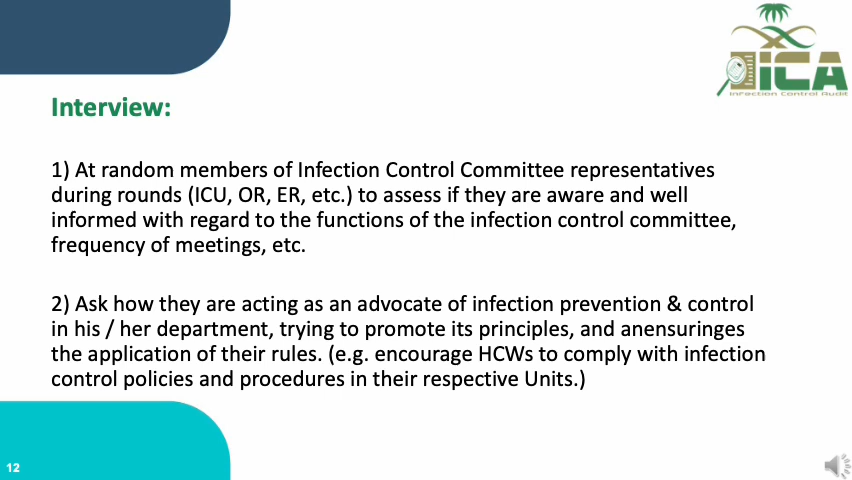 iCA
Infection Control Audit
Interview:
1) At random members of Infection Control Committee representatives
during rounds (ICU, OR, ER, etc.) to assess if they are aware and well
informed with regard to the functions of the infection control committee,
frequency of meetings, etc.
2) Ask how they are acting as an advocate of infection prevention & control
in his / her department, trying to promote its principles, and anensuringes
the application of their rules. (e.g. encourage HCWs to comply with infection
control policies and procedures in their respective Units.)
12